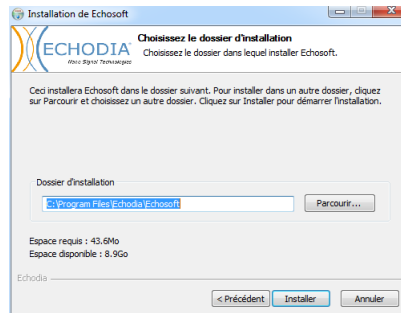 Installation de Echosoft
ECHODIA
Wave Signal Technologies
Choisissez le dossier d'installation
Choisissez le dossier dans lequel installer Echosoft.
Ceci installera Echosoft dans le dossier suivant. Pour installer dans un autre dossier, cliquez
sur Parcourir et choisissez un autre dossier. Cliquez sur Installer pour démarrer l'installation.
Dossier d'installation
C:\Program Files\Echodia\Echosoft
Parcourir...
Espace requis : 43.6Mo
Espace disponible : 8.9Go
Echodia
< Précédent
Installer
Annuler